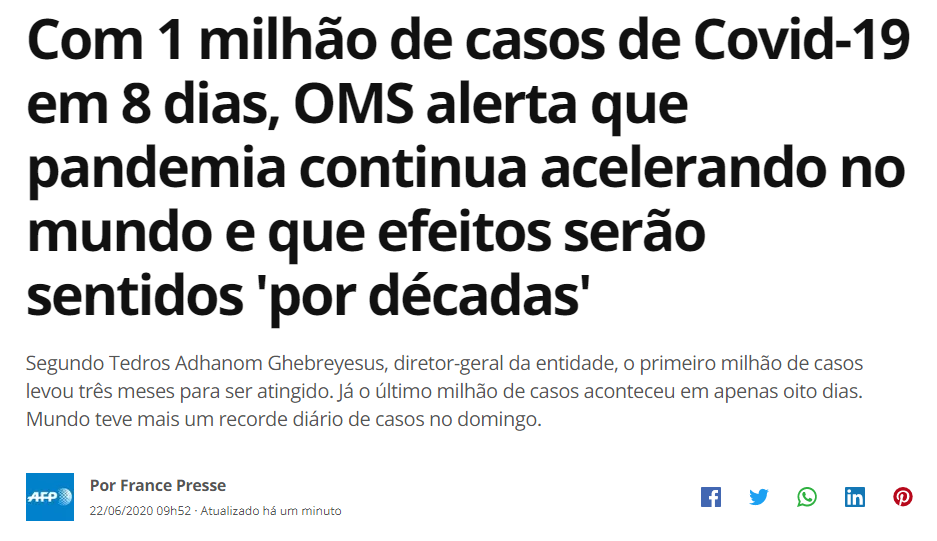 Com 1 milhão de casos de Covid-19
em 8 dias, OMS alerta que
pandemia continua acelerando no
mundo e que efeitos serão
sentidos 'por décadas'
Segundo Tedros Adhanom Ghebreyesus, diretor-geral da entidade, o primeiro milhão de casos
levou três meses para ser atingido. Já o último milhão de casos aconteceu em apenas oito dias.
Mundo teve mais um recorde diário de casos no domingo.
AFP
Por France Presse
22/06/2020 09h52 · Atualizado há um minuto